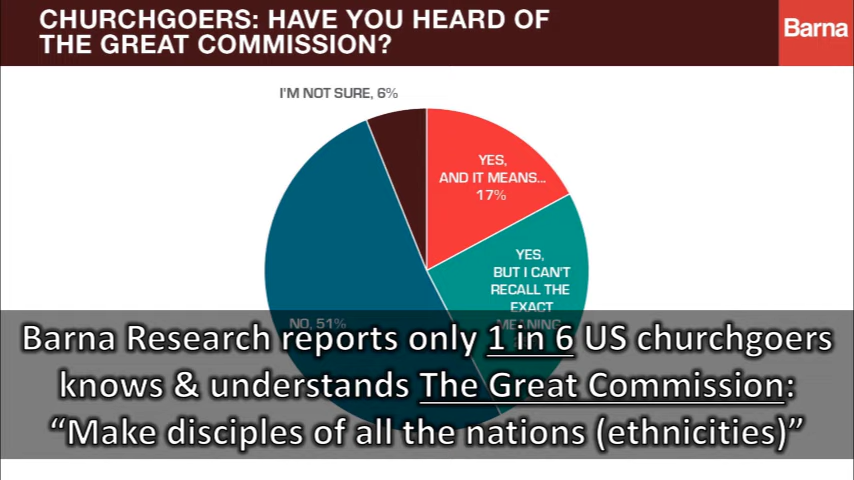 CHURCHGOERS: HAVE YOU HEARD OF
THE GREAT COMMISSION?
Barna
I'M NOT SURE, 6%
YES,
AND IT MEANS...
17%
YES,
BUT I CAN'T
RECALL THE
EXACT
MEANING,
NO, 51%
Barna Research reports only 1 in 6 US churchgoers
knows & understands The Great Commission:
“Make disciples of all the nations (ethnicities)”